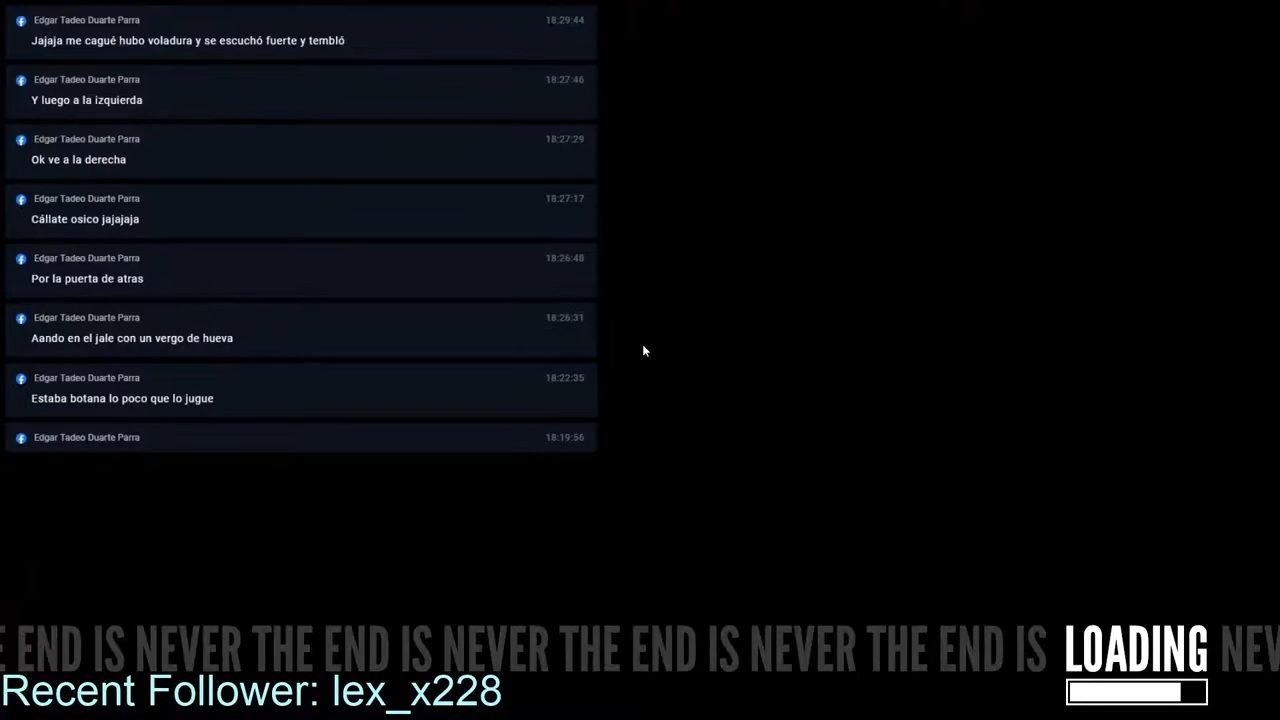 Edgar Tadeo Duarte Parra 18:29:44
Jajaja me cagué hubo voladura y se escuchó fuerte y tembló
Edgar Tadeo Duarte Parra 18:27:46
Y luego a la izquierda
Edgar Tadeo Duarte Parra 18:27:29
Ok ve a la derecha
Edgar Tadeo Duarte Parra 18:27:17
Cállate osico jajajaja
Edgar Tadeo Duarte Parra 18:26:48
Por la puerta de atras
Edgar Tadeo Duarte Parra 18:26:31
Aando en el jale con un vergo de hueva
Edgar Tadeo Duarte Parra 18:22:35
Estaba botana lo poco que lo jugue
Edgar Tadeo Duarte Parra 18:19:56
E END IS NEVER THE END IS NEVER THE END IS NEVER THE END IS LOADING NEV
Recent Follower: lex_x228